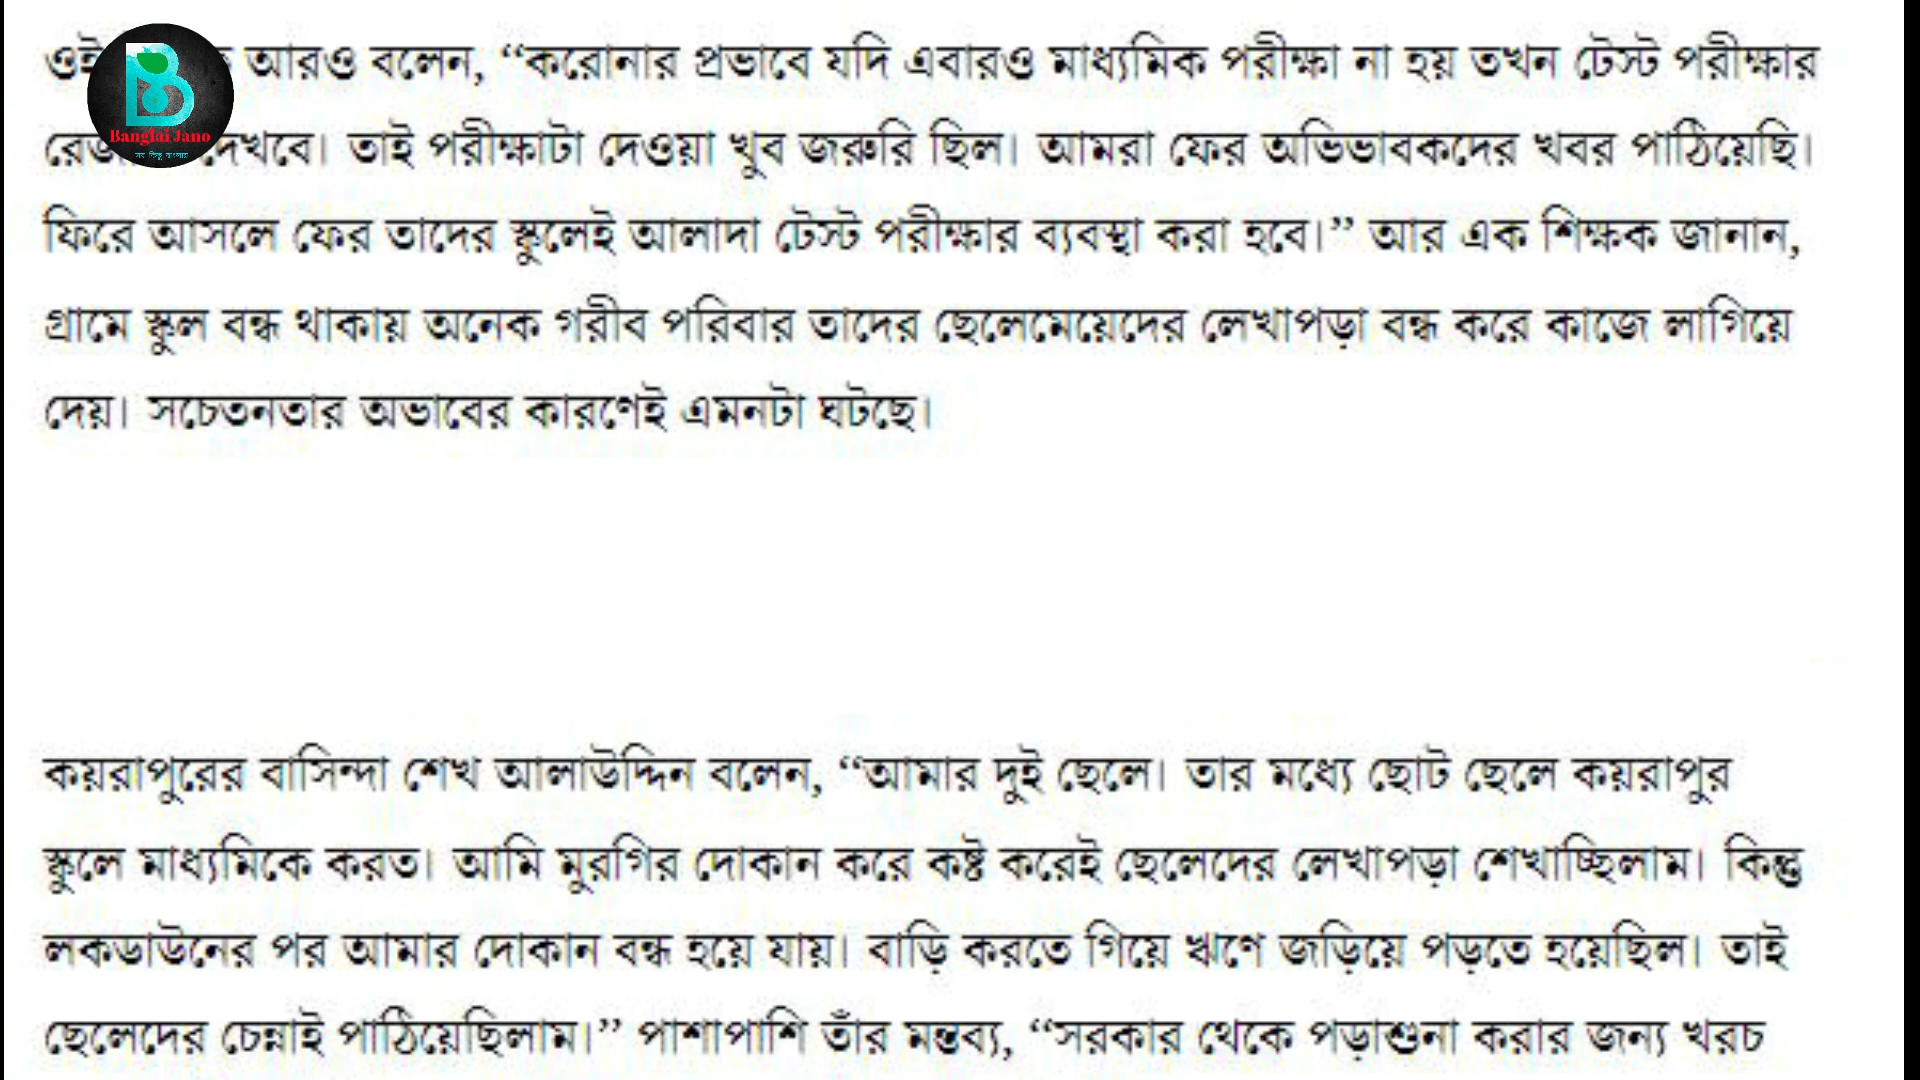 আরও বলেন, “করোনার প্রভাবে যদি এবারও মাধ্যমিক পরীক্ষা না হয় তখন টেস্ট পরীক্ষার
দেখবে। তাই পরীক্ষাটা দেওয়া খুব জরুরি ছিল। আমরা ফের অভিভাবকদের খবর পাঠিয়েছি।
Banglai Jano
সব কিছু বাংলায়
ফিরে আসলে ফের তাদের স্কুলেই আলাদা টেস্ট পরীক্ষার ব্যবস্থা করা হবে।” আর এক শিক্ষক জানান,
গ্রামে স্কুল বন্ধ থাকায় অনেক গরীব পরিবার তাদের ছেলেমেয়েদের লেখাপড়া বন্ধ করে কাজে লাগিয়ে
দেয়। সচেতনতার অভাবের কারণেই এমনটা ঘটছে।
কয়রাপুরের বাসিন্দা শেখ আলাউদ্দিন বলেন, “আমার দুই ছেলে। তার মধ্যে ছোট ছেলে কয়রাপুর
স্কুলে মাধ্যমিকে করত। আমি মুরগির দোকান করে কষ্ট করেই ছেলেদের লেখাপড়া শেখাচ্ছিলাম। কিন্তু
লকডাউনের পর আমার দোকান বন্ধ হয়ে যায়। বাড়ি করতে গিয়ে ঋণে জড়িয়ে পড়তে হয়েছিল। তাই
ছেলেদের চেন্নাই পাঠিয়েছিলাম।” পাশাপাশি তাঁর মন্তব্য, “সরকার থেকে পড়াশুনা করার জন্য খরচ